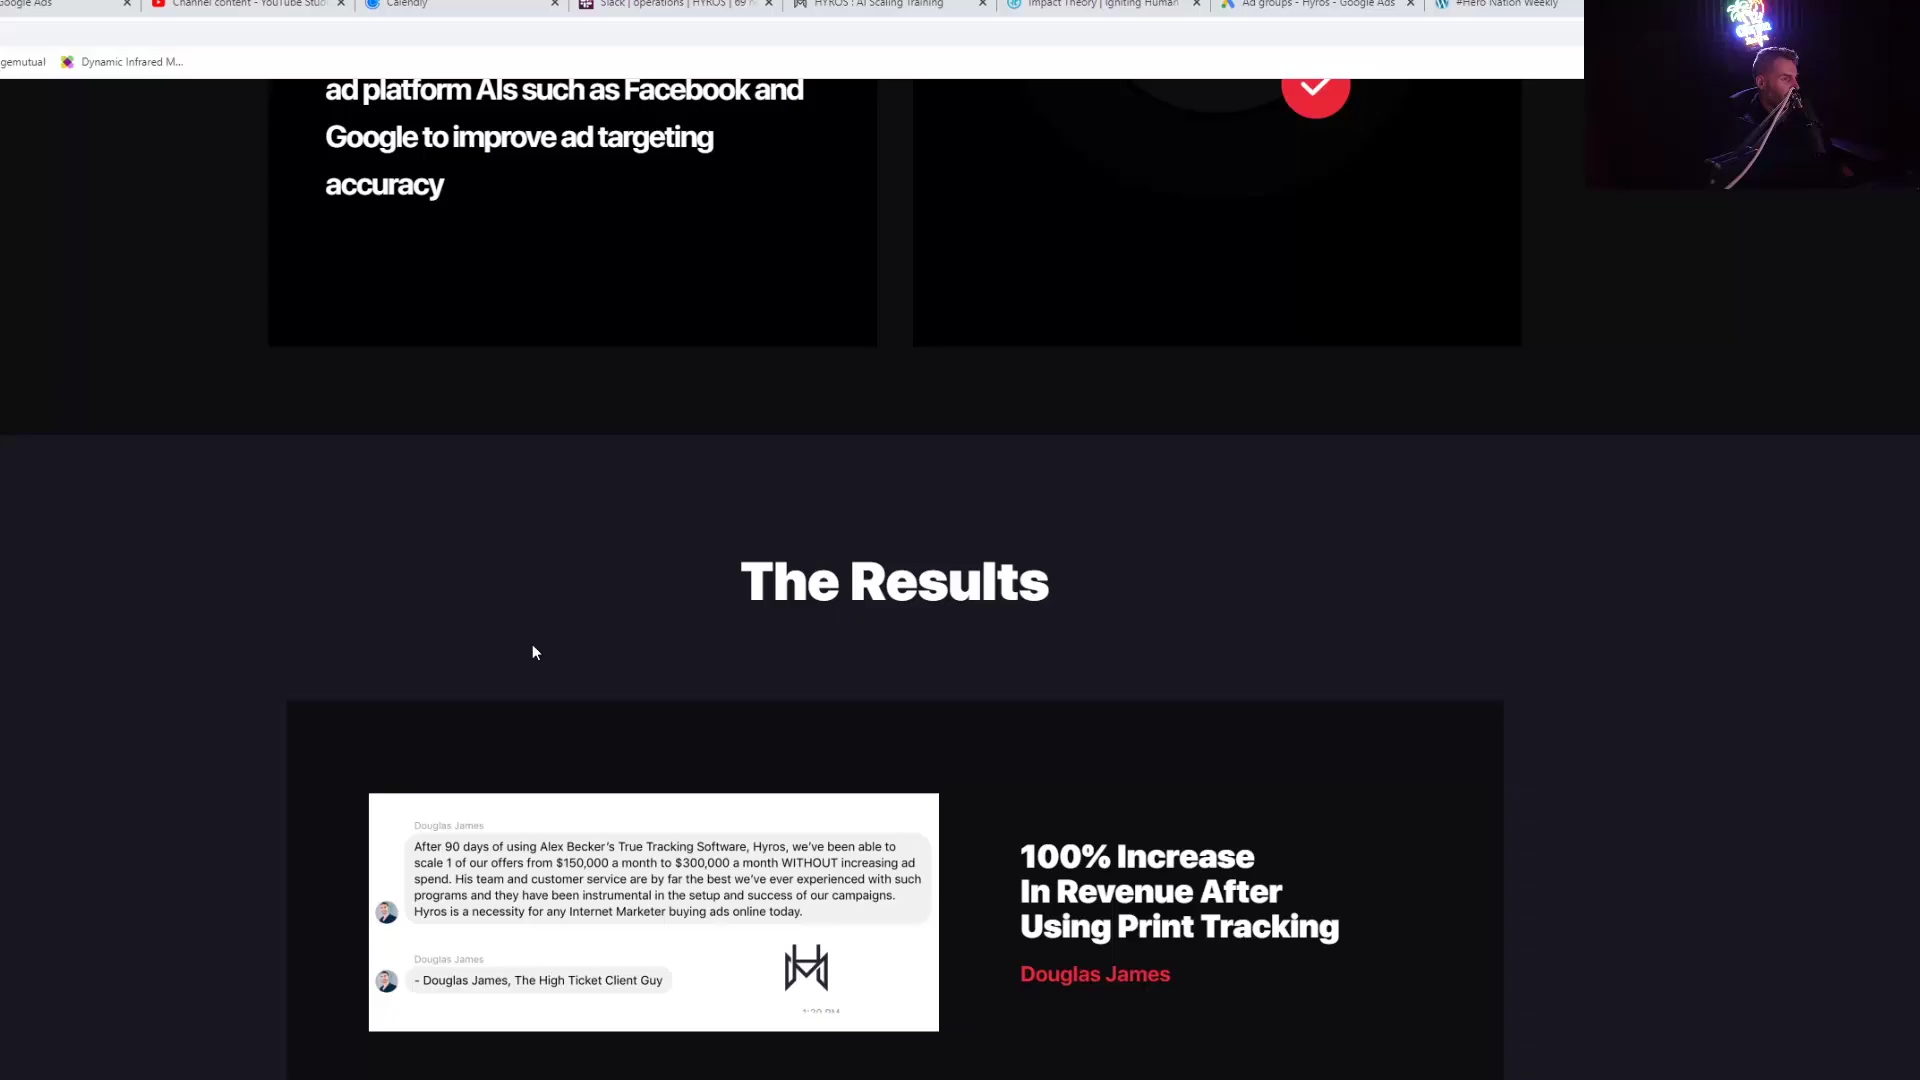 Google Ads
Channel content - YouTube Stud
Calendly
Slack | operations | HYROS | 69 n
HYROS : AI Scaling Training
Impact Theory | Igniting Human
Ad groups - Hyros - Google Ads
#Hero Nation Weekly
gemutual
Dynamic Infrared M...
ad platform AIs such as Facebook and
Google to improve ad targeting
accuracy
The Results
Douglas James
After 90 days of using Alex Becker's True Tracking Software, Hyros, we've been able to
scale 1 of our offers from $150,000 a month to $300,000 a month WITHOUT increasing ad
spend. His team and customer service are by far the best we've ever experienced with such
programs and they have been instrumental in the setup and success of our campaigns.
Hyros is a necessity for any Internet Marketer buying ads online today.
Douglas James
- Douglas James, The High Ticket Client Guy
1:20 PM
100% Increase
In Revenue After
Using Print Tracking
Douglas James